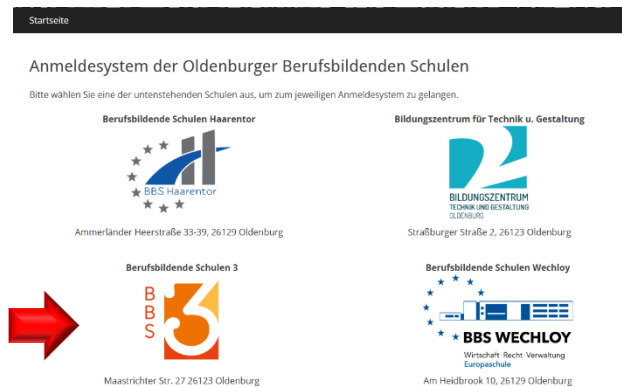 Startseite
Anmeldesystem der Oldenburger Berufsbildenden Schulen
Bitte wählen Sie eine der untenstehenden Schulen aus, um zum jeweiligen Anmeldesystem zu gelangen.
Berufsbildende Schulen Haarentor
BBS Haarentor
Ammerländer Heerstraße 33-39, 26129 Oldenburg
Bildungszentrum für Technik u. Gestaltung
BILDUNGSZENTRUM
TECHNIK UND GESTALTUNG
OLDENBURG
Straßburger Straße 2, 26123 Oldenburg
Berufsbildende Schulen 3
B
B
S
3
Maastrichter Str. 27 26123 Oldenburg
Berufsbildende Schulen Wechloy
BBS WECHLOY
Wirtschaft · Recht · Verwaltung
Europaschule
Am Heidbrook 10, 26129 Oldenburg